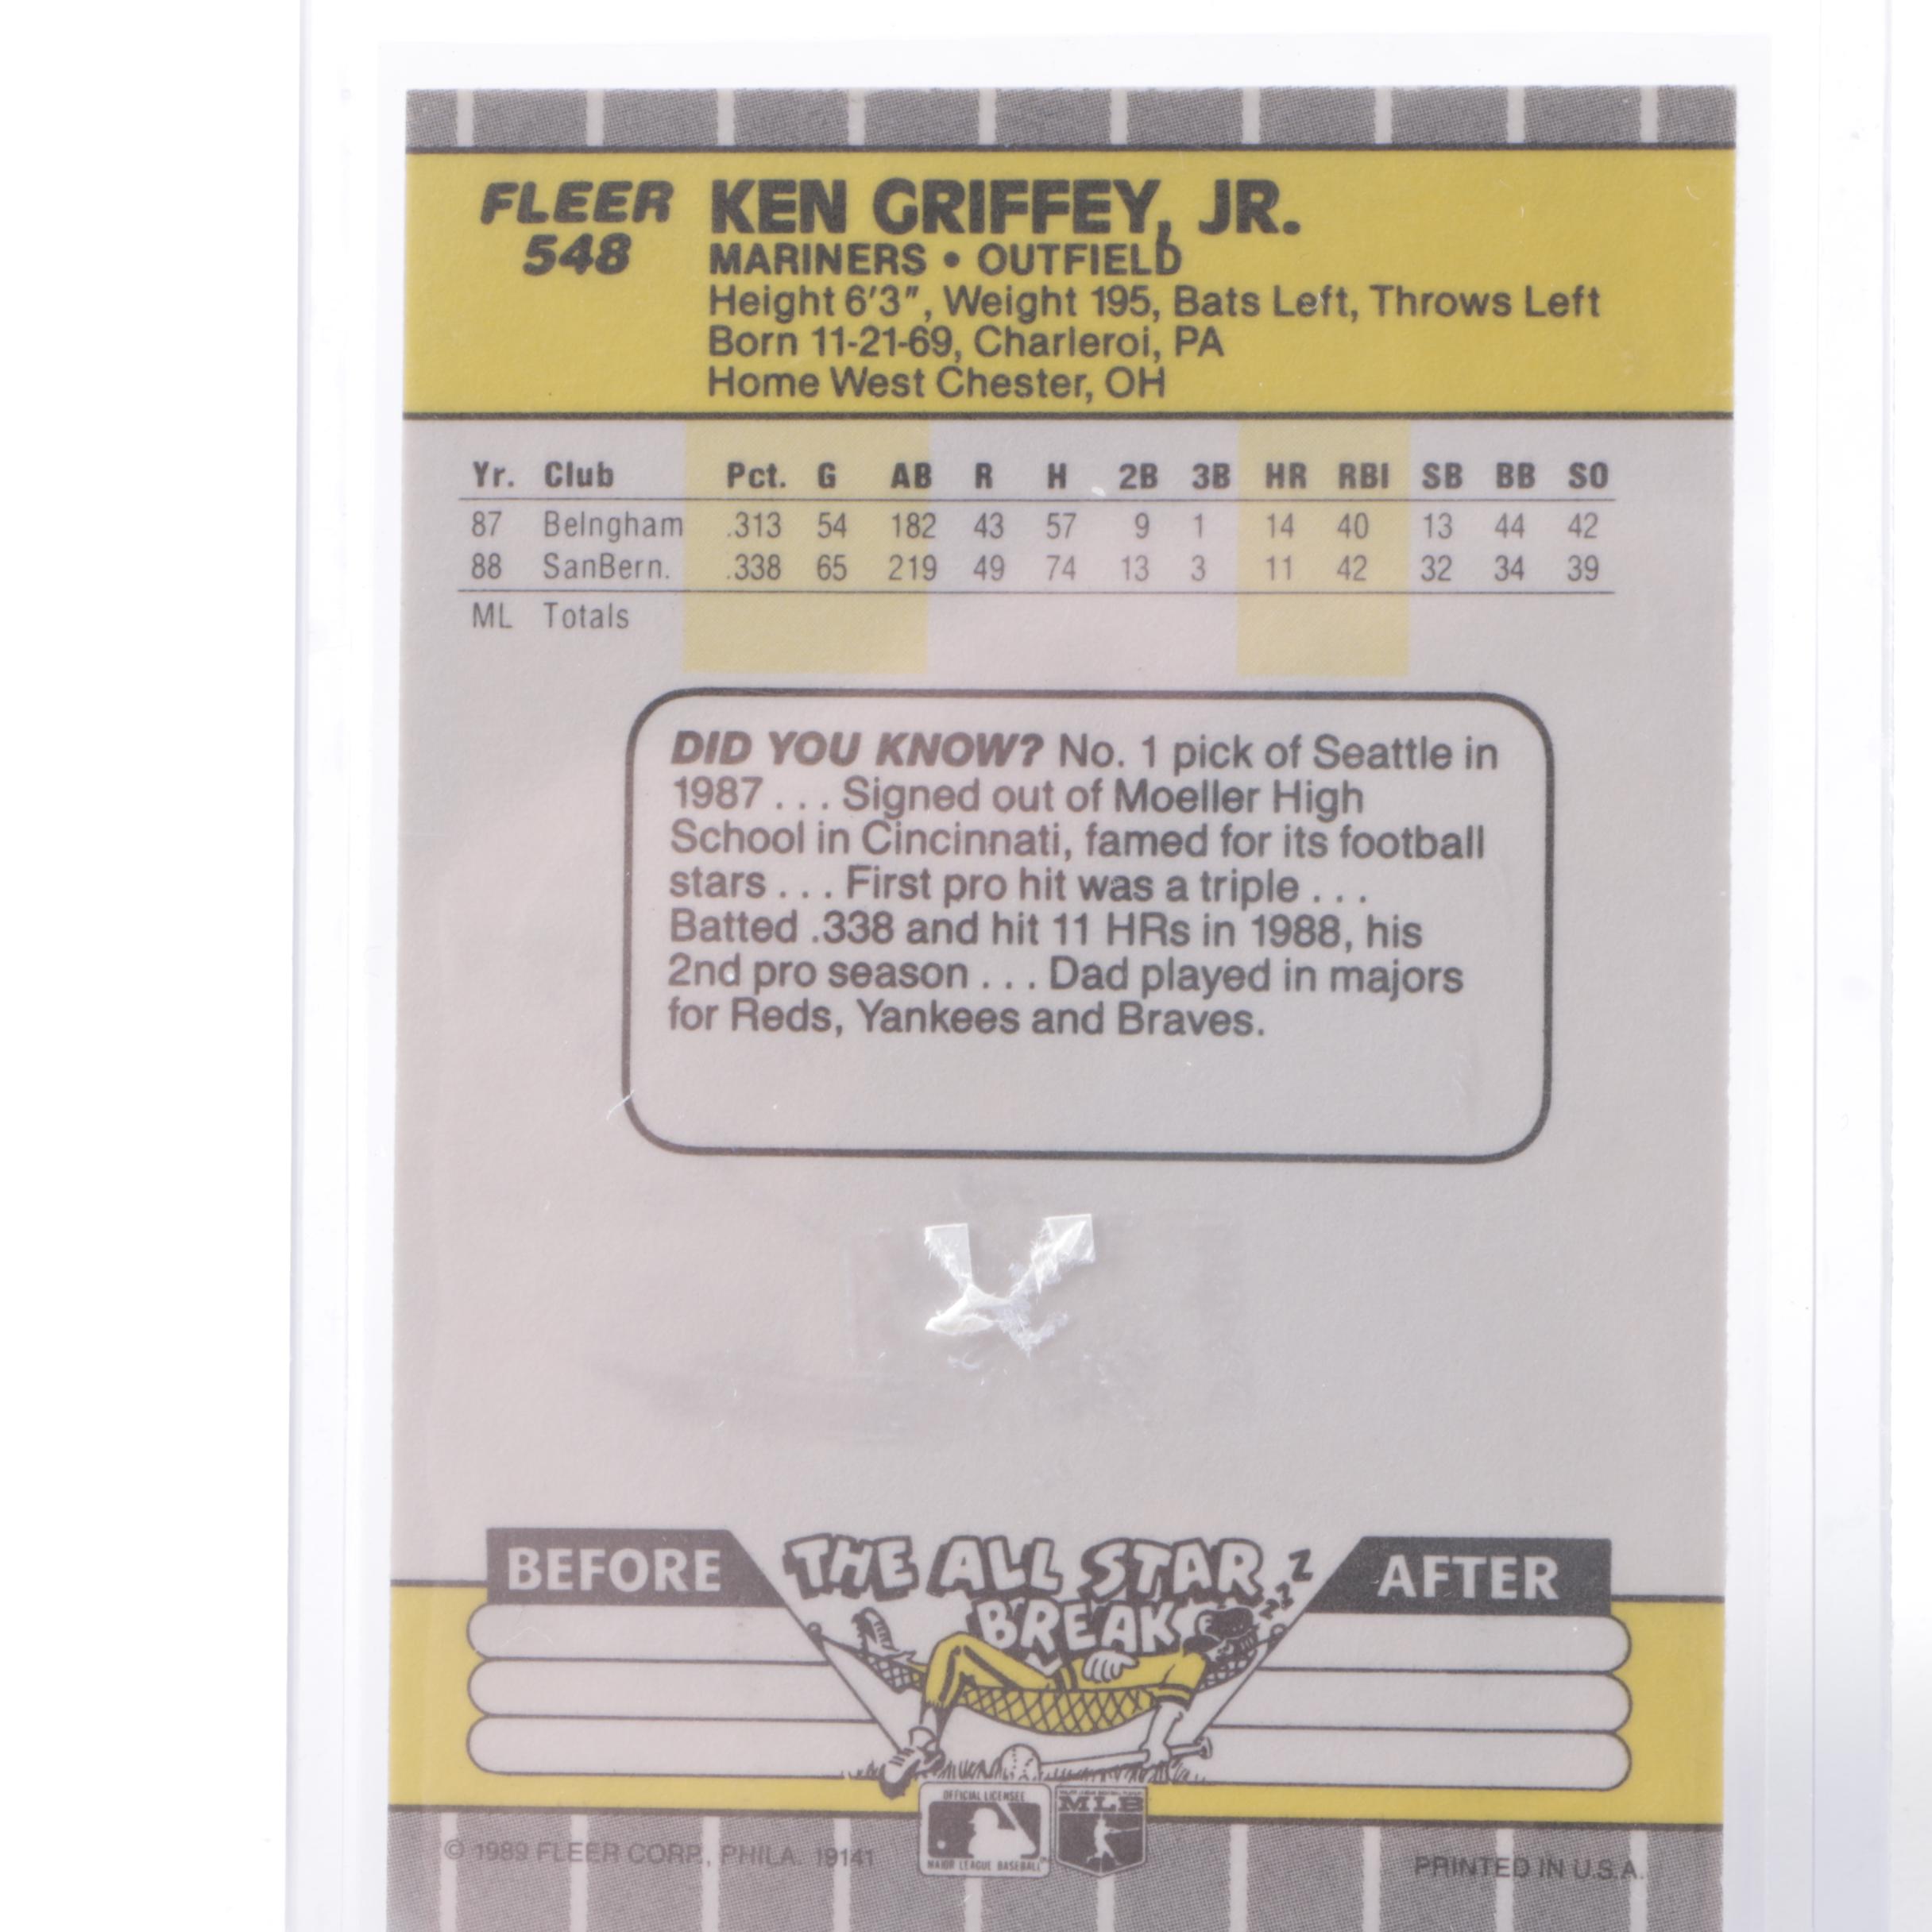 FLEER
548
KEN GRIFFEY, JR.
MARINERS • OUTFIELD
Height 6'3", Weight 195, Bats Left, Throws Left
Born 11-21-69, Charleroi, PA
Home West Chester, OH
Yr. Club Pct. G AB R H 2B 3B HR RBI SB BB SO
87 Belngham .313 54 182 43 57 9 1 14 40 13 44 42
88 SanBern. .338 65 219 49 74 13 3 11 42 32 34 39
ML Totals
DID YOU KNOW? No. 1 pick of Seattle in
1987 . . . Signed out of Moeller High
School in Cincinnati, famed for its football
stars . . . First pro hit was a triple . . .
Batted .338 and hit 11 HRs in 1988, his
2nd pro season . . . Dad played in majors
for Reds, Yankees and Braves.
BEFORE
THE ALL STAR
BREAK
Z Z Z Z
AFTER
OFFICIAL LICENSEE
MAJOR LEAGUE BASEBALL
MLB
© 1989 FLEER CORP., PHILA. 19141
PRINTED IN U.S.A.